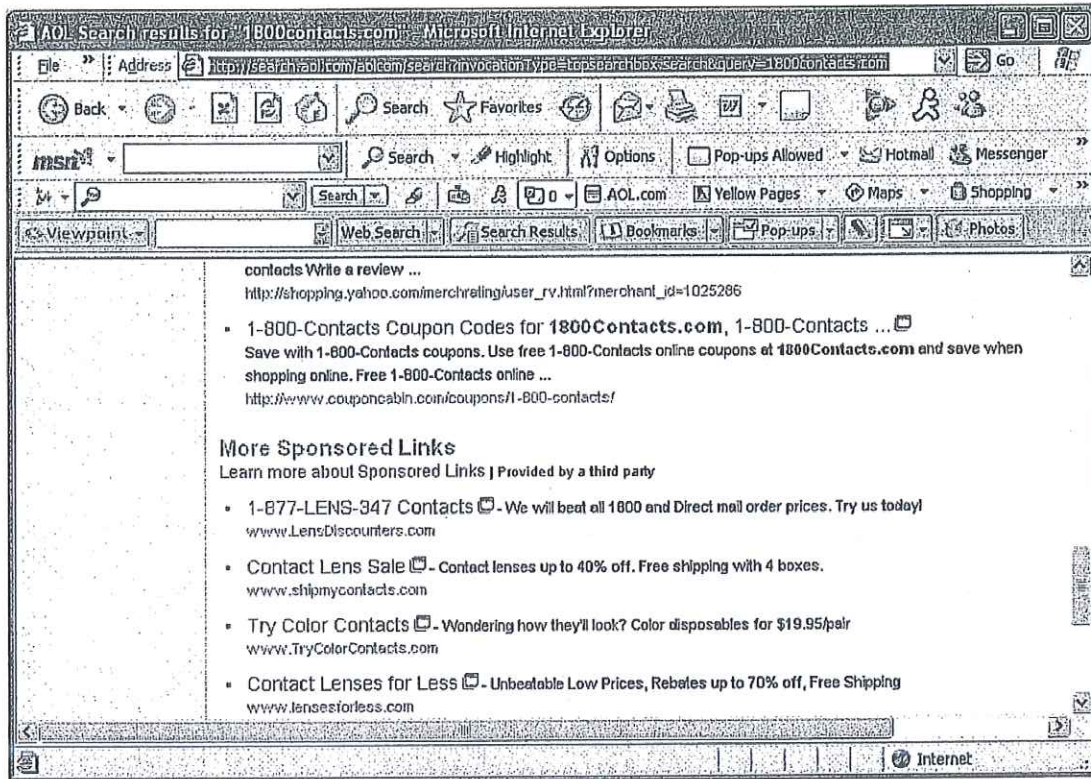 AOL Search results for "1800contacts.com" - Microsoft Internet Explorer
File » Address http://search.aol.com/aolcom/search?invocationType=topsearchbox.search&query=1800contacts.com Go
Back Search Favorites
msn Search Highlight Options Pop-ups Allowed Hotmail Messenger »
Search 0 AOL.com Yellow Pages Maps Shopping »
Viewpoint Web Search Search Results Bookmarks Pop-ups Photos
contacts Write a review ...
http://shopping.yahoo.com/merchrating/user_rv.html?merchant_id=1025286
1-800-Contacts Coupon Codes for 1800Contacts.com, 1-800-Contacts ...
Save with 1-800-Contacts coupons. Use free 1-800-Contacts online coupons at 1800Contacts.com and save when
shopping online. Free 1-800-Contacts online ...
http://www.couponcabin.com/coupons/1-800-contacts/
More Sponsored Links
Learn more about Sponsored Links | Provided by a third party
1-877-LENS-347 Contacts - We will beat all 1800 and Direct mail order prices. Try us today!
www.LensDiscounters.com
Contact Lens Sale - Contact lenses up to 40% off. Free shipping with 4 boxes.
www.shipmycontacts.com
Try Color Contacts - Wondering how they'll look? Color disposables for $19.95/pair
www.TryColorContacts.com
Contact Lenses for Less - Unbeatable Low Prices, Rebates up to 70% off, Free Shipping
www.lensesforless.com
Internet